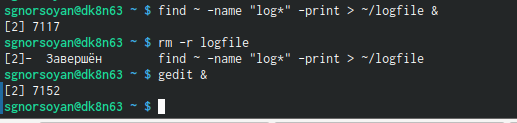 sgnorsoyan@dk8n63 ~ $ find ~ -name "log*" -print > ~/logfile &
[2] 7117
sgnorsoyan@dk8n63 ~ $ rm -r logfile
[2]-  Завершён      find ~ -name "log*" -print > ~/logfile
sgnorsoyan@dk8n63 ~ $ gedit &
[2] 7152
sgnorsoyan@dk8n63 ~ $